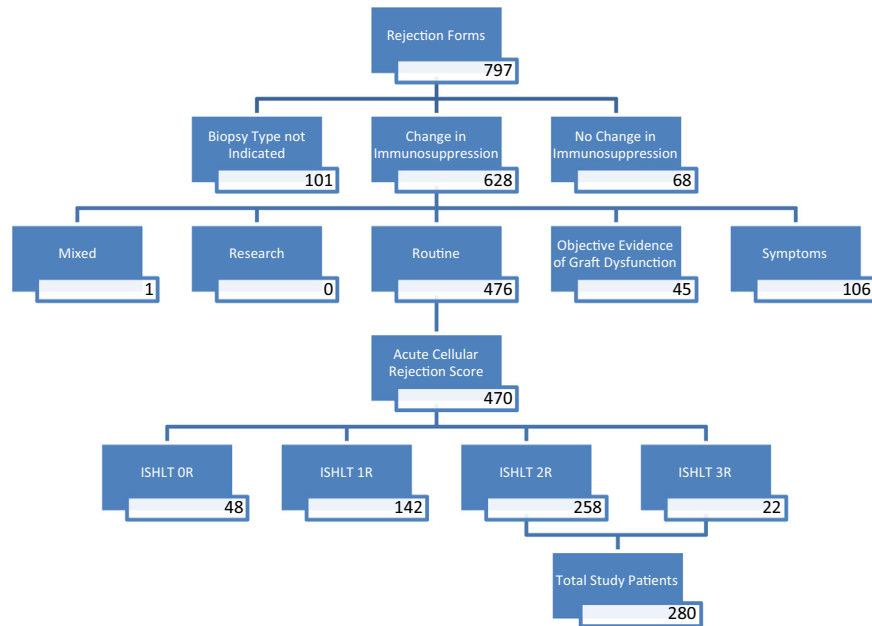 Rejection Forms
797
Biopsy Type not
Indicated
101
Change in
Immunosuppression
628
No Change in
Immunosuppression
68
Mixed
1
Research
0
Routine
476
Objective Evidence
of Graft Dysfunction
45
Symptoms
106
Acute Cellular
Rejection Score
470
ISHLT 0R
48
ISHLT 1R
142
ISHLT 2R
258
ISHLT 3R
22
Total Study Patients
280